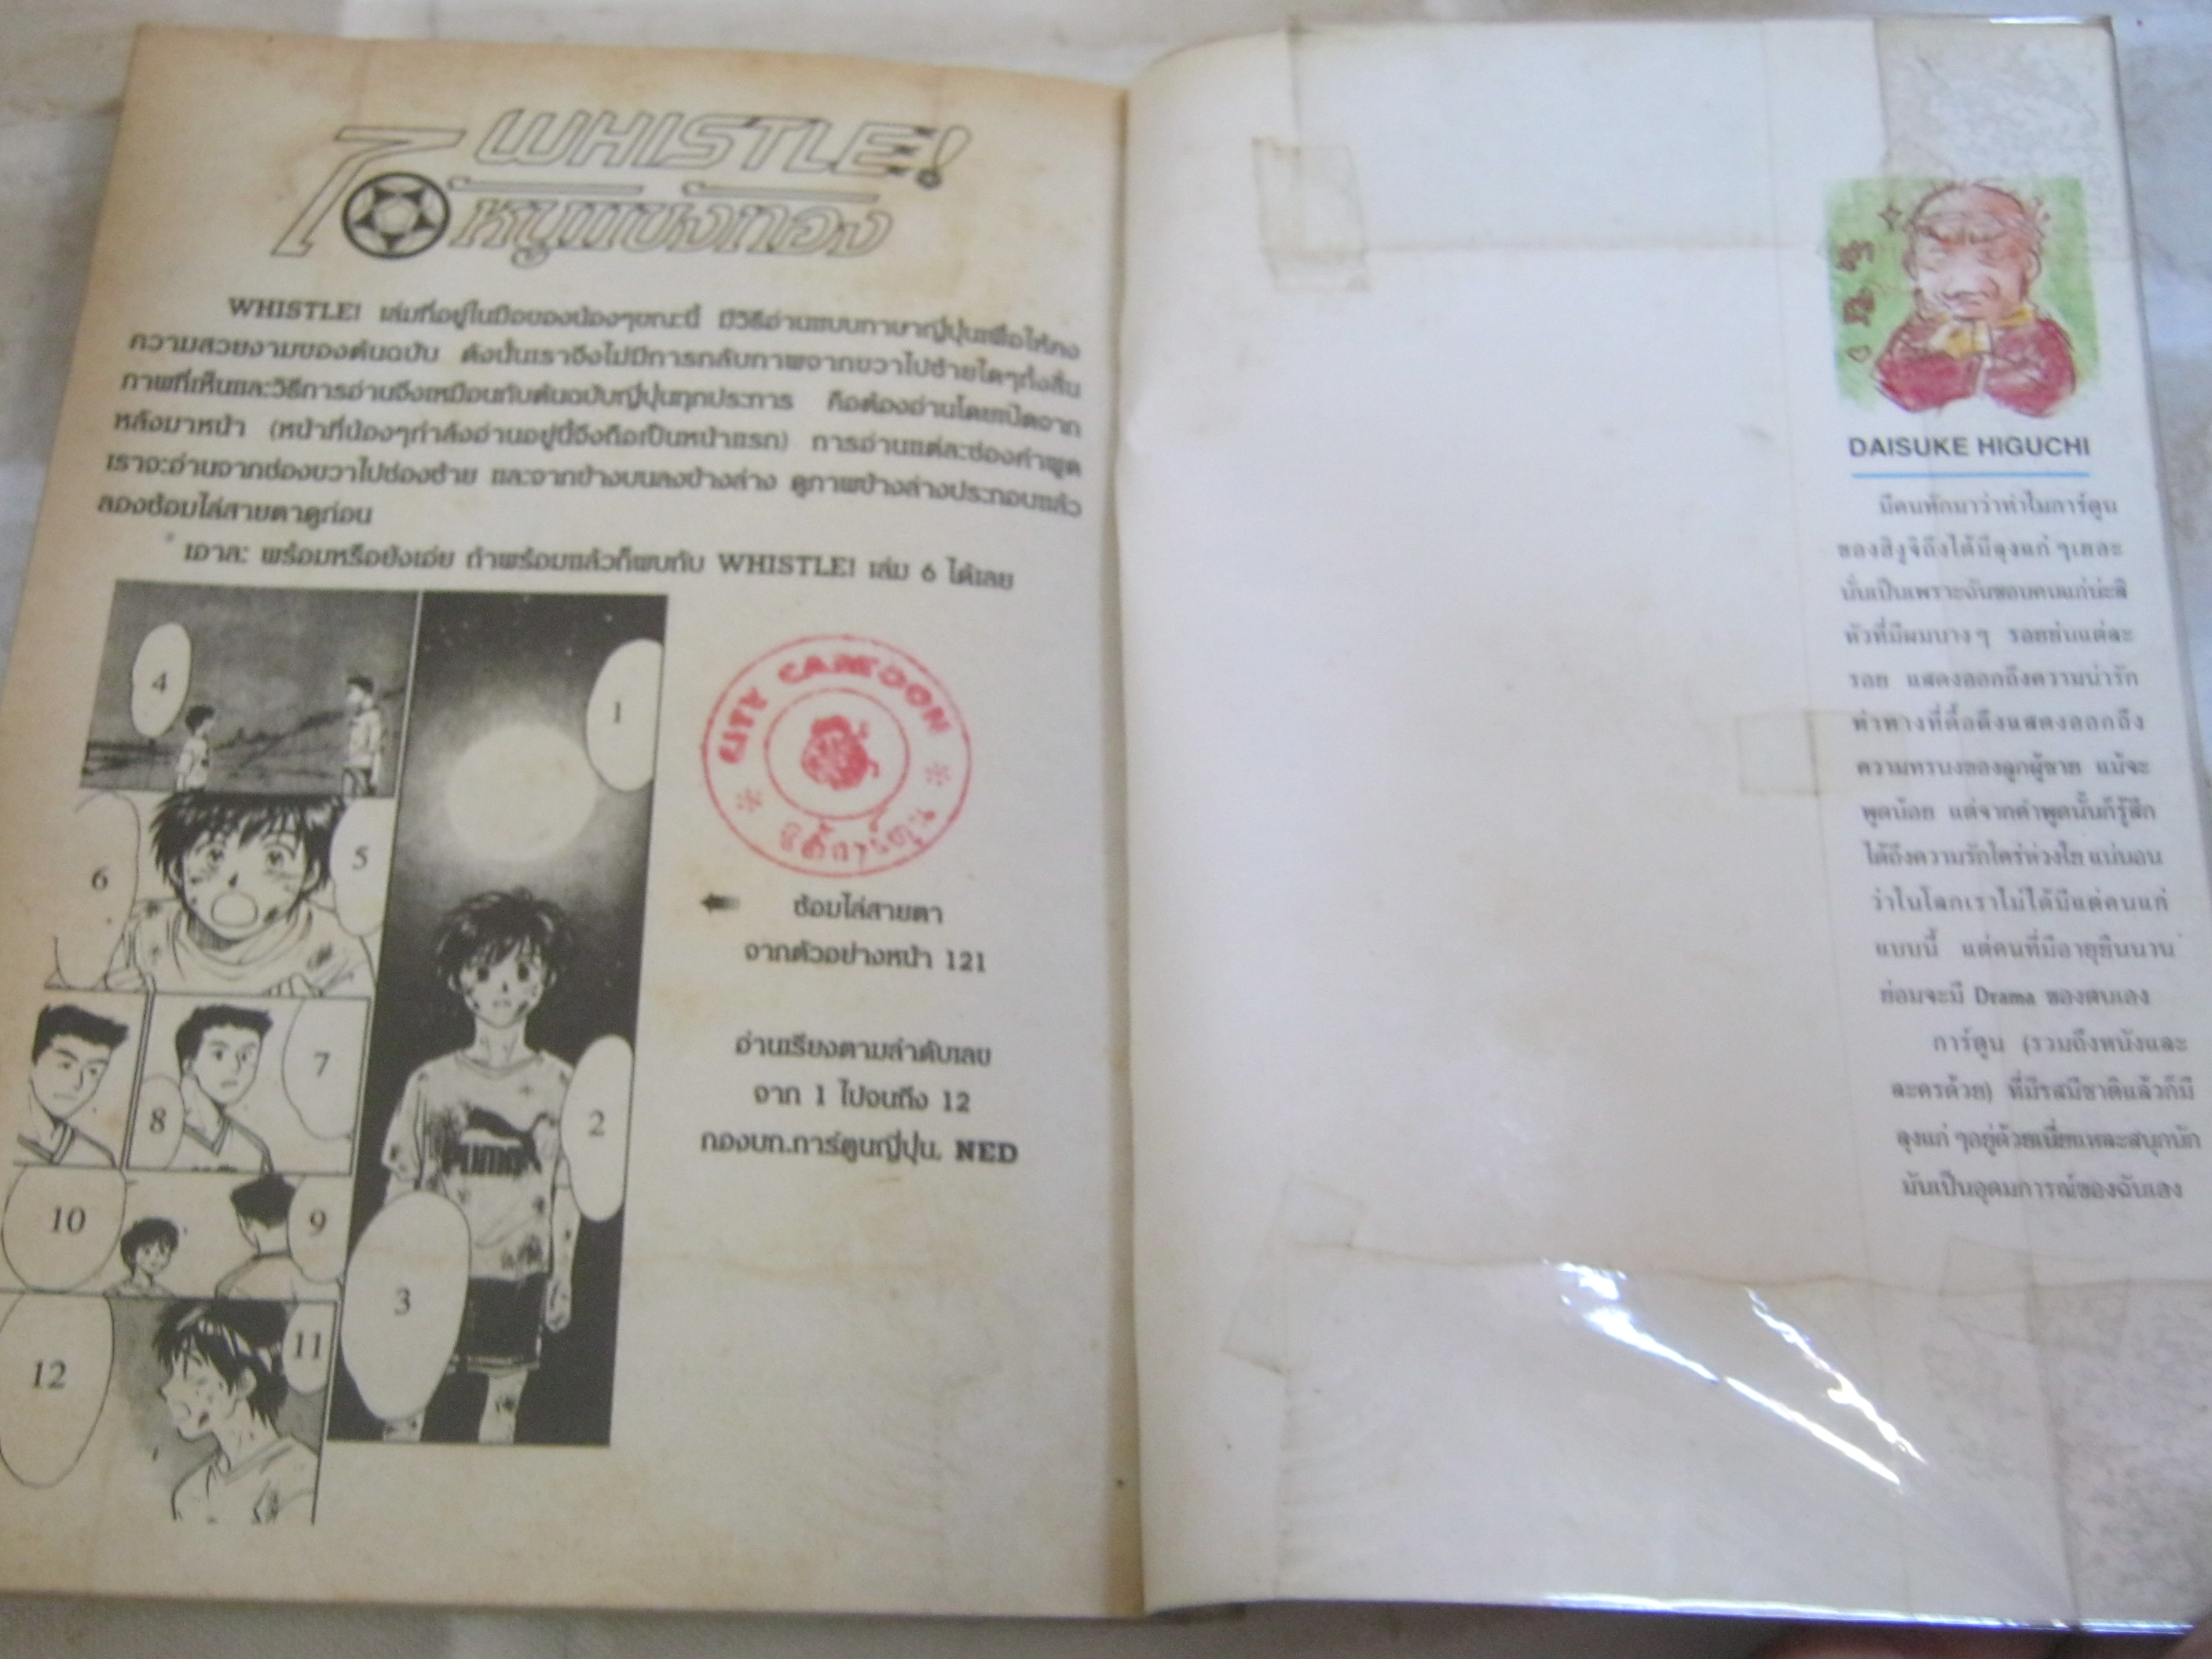 WHISTLE!
ไอ้หนูแข้งทอง
WHISTLE! เล่มที่อยู่ในมือของน้องๆขณะนี้ มีวิธีอ่านแบบภาษาญี่ปุ่นเพื่อให้คง
ความสวยงามของต้นฉบับ ดังนั้นเราจึงไม่มีการกลับภาพจากขวาไปซ้ายใดๆทั้งสิ้น
ภาพที่เห็นและวิธีการอ่านจึงเหมือนกับต้นฉบับญี่ปุ่นทุกประการ คือต้องอ่านโดยเปิดจาก
หลังมาหน้า (หน้าที่น้องๆกำลังอ่านอยู่นี้จึงถือเป็นหน้าแรก) การอ่านแต่ละช่องคำพูด
เราจะอ่านจากช่องขวาไปช่องซ้าย และจากข้างบนลงข้างล่าง ดูภาพข้างล่างประกอบแล้ว
ลองซ้อมไล่สายตาดูก่อน
เอาละ พร้อมหรือยังเอ่ย ถ้าพร้อมแล้วก็พบกับ WHISTLE! เล่ม 6 ได้เลย
1
2
3
4
5
6
7
8
9
10
11
12
PUMA
CITY CARTOON
ซิตี้การ์ตูน
ซ้อมไล่สายตา
จากตัวอย่างหน้า 121
อ่านเรียงตามลำดับเลข
จาก 1 ไปจนถึง 12
กองบก.การ์ตูนญี่ปุ่น, NED
DAISUKE HIGUCHI
มีคนทักมาว่าทำไมการ์ตูน
ของฮิงูจิถึงได้มีลุงแก่ ๆเยอะ
นั่นเป็นเพราะฉันชอบคนแก่น่ะสิ
หัวที่มีผมบาง ๆ รอยย่นแต่ละ
รอย แสดงออกถึงความน่ารัก
ท่าทางที่ดื้อดึงแสดงออกถึง
ความทรนงของลูกผู้ชาย แม้จะ
พูดน้อย แต่จากคำพูดนั้นก็รู้สึก
ได้ถึงความรักใคร่ห่วงใย แน่นอน
ว่าในโลกเราไม่ได้มีแต่คนแก่
แบบนี้ แต่คนที่มีอายุยืนนาน
ย่อมจะมี Drama ของตนเอง
การ์ตูน (รวมถึงหนังและ
ละครด้วย) ที่มีรสมีชาติแล้วก็มี
ลุงแก่ ๆอยู่ด้วยเนี่ยแหละสนุกนัก
มันเป็นอุดมการณ์ของฉันเอง